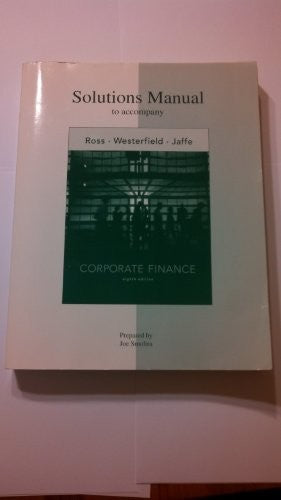 Solutions Manual
to accompany
Ross · Westerfield · Jaffe
CORPORATE FINANCE
eighth edition
Prepared by
Joe Smolira